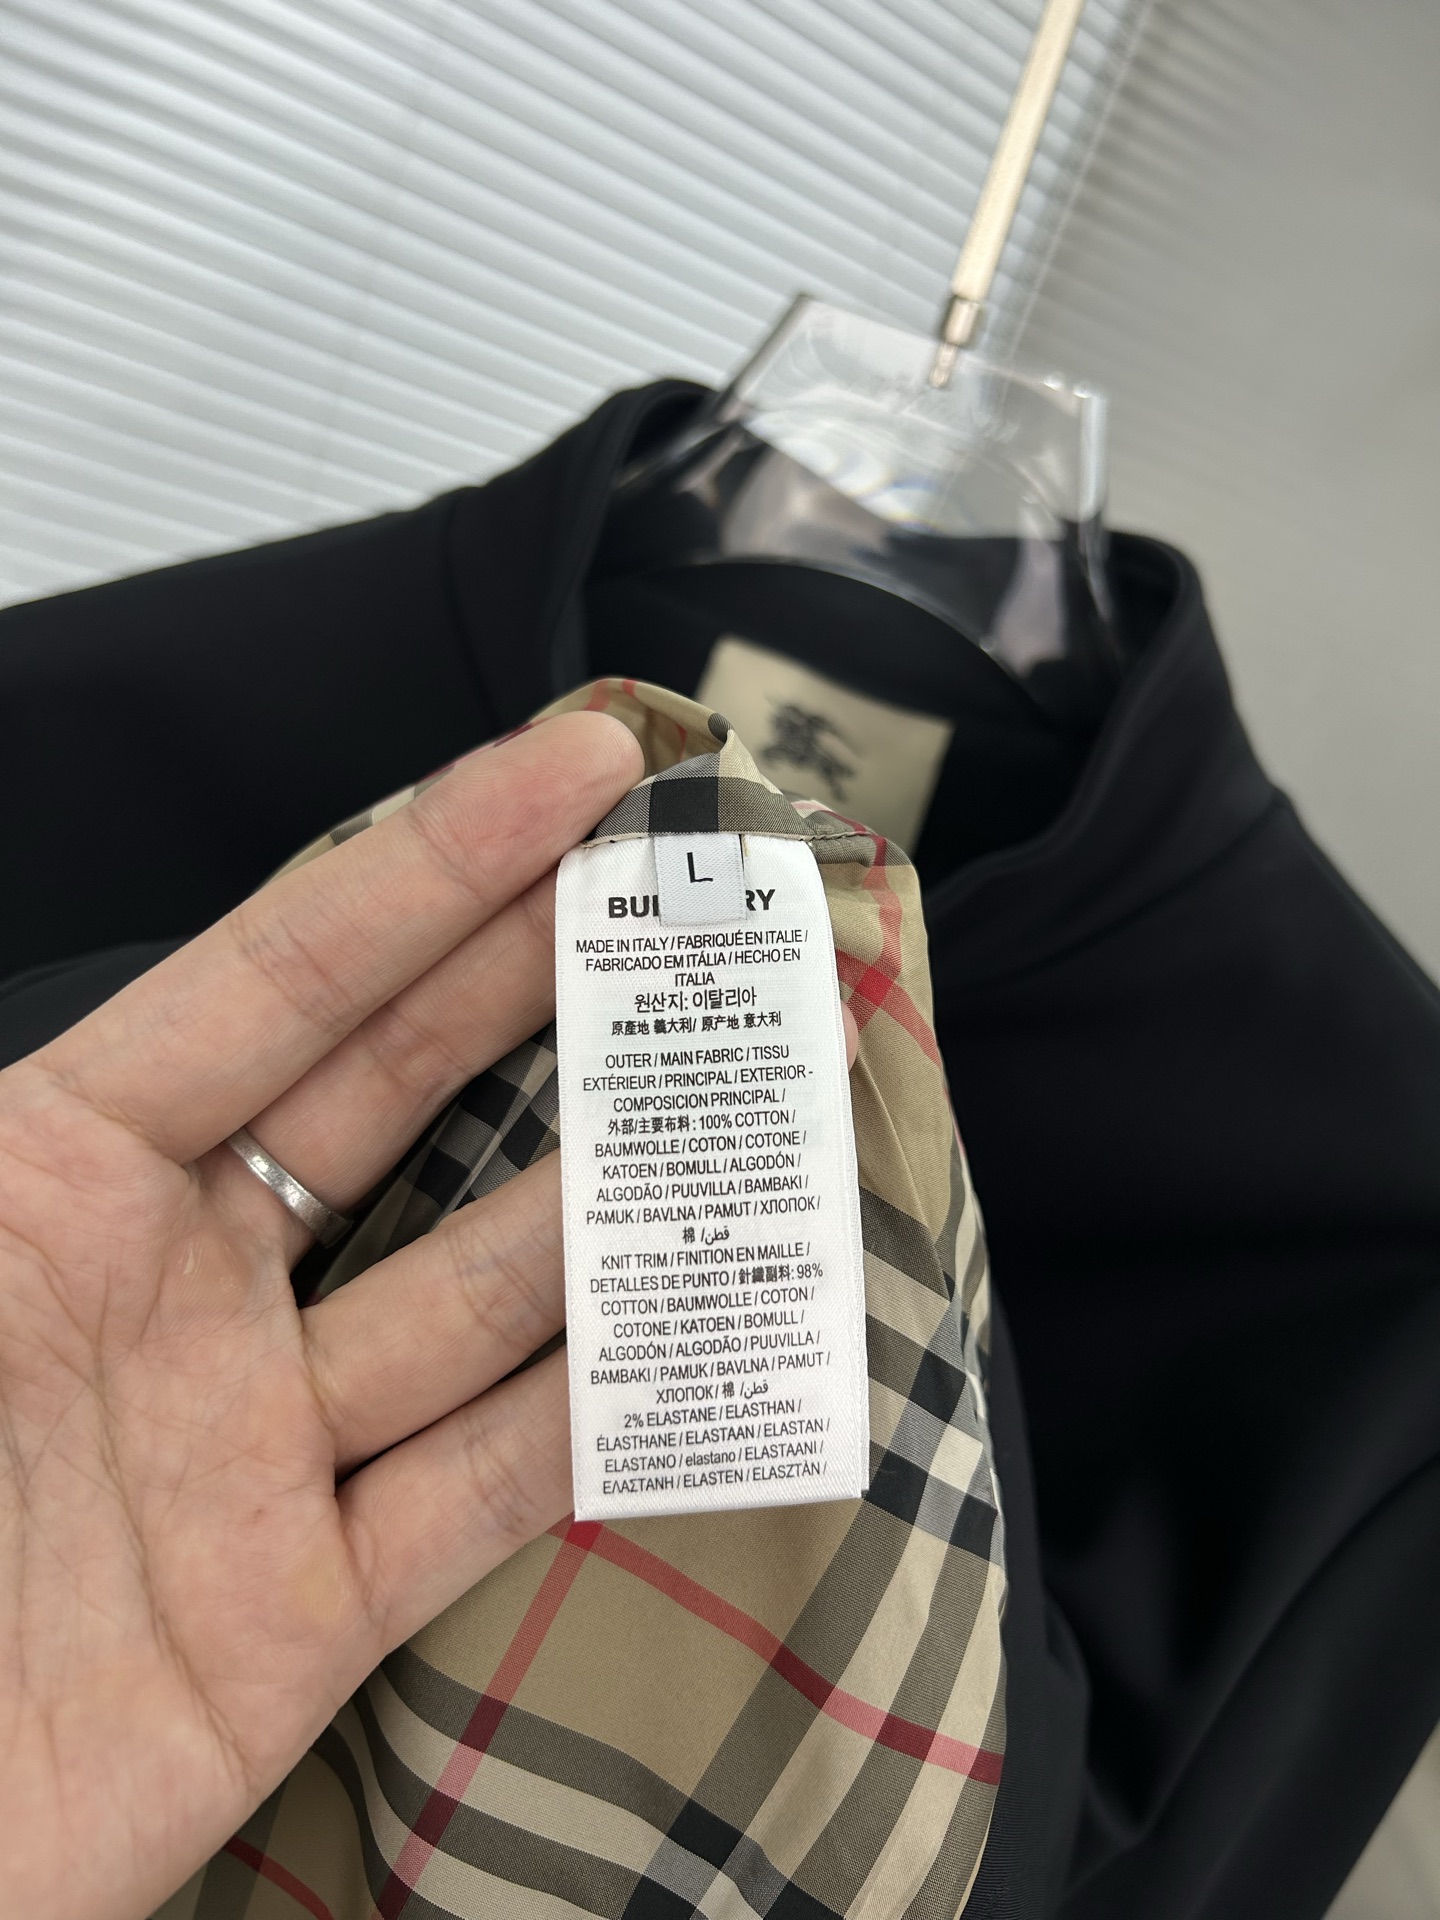 L
BU RY
MADE IN ITALY / FABRIQUÉ EN ITALIE /
FABRICADO EM ITÁLIA / HECHO EN
ITALIA
원산지: 이탈리아
原產地 義大利/ 原产地 意大利
OUTER / MAIN FABRIC / TISSU
EXTÉRIEUR / PRINCIPAL / EXTERIOR -
COMPOSICION PRINCIPAL /
外部/主要布料: 100% COTTON /
BAUMWOLLE / COTON / COTONE /
KATOEN / BOMULL / ALGODÓN /
ALGODÃO / PUUVILLA / BAMBAKI /
PAMUK / BAVLNA / PAMUT / ХЛОПОК /
棉 /قطن
KNIT TRIM / FINITION EN MAILLE /
DETALLES DE PUNTO / 針織副料: 98%
COTTON / BAUMWOLLE / COTON /
COTONE / KATOEN / BOMULL /
ALGODÓN / ALGODÃO / PUUVILLA /
BAMBAKI / PAMUK / BAVLNA / PAMUT /
ХЛОПОК / 棉 /قطن
2% ELASTANE / ELASTHAN /
ÉLASTHANE / ELASTAAN / ELASTAN /
ELASTANO / elastano / ELASTAANI /
ΕΛΑΣΤΑΝΗ / ELASTEN / ELASZTÀN /